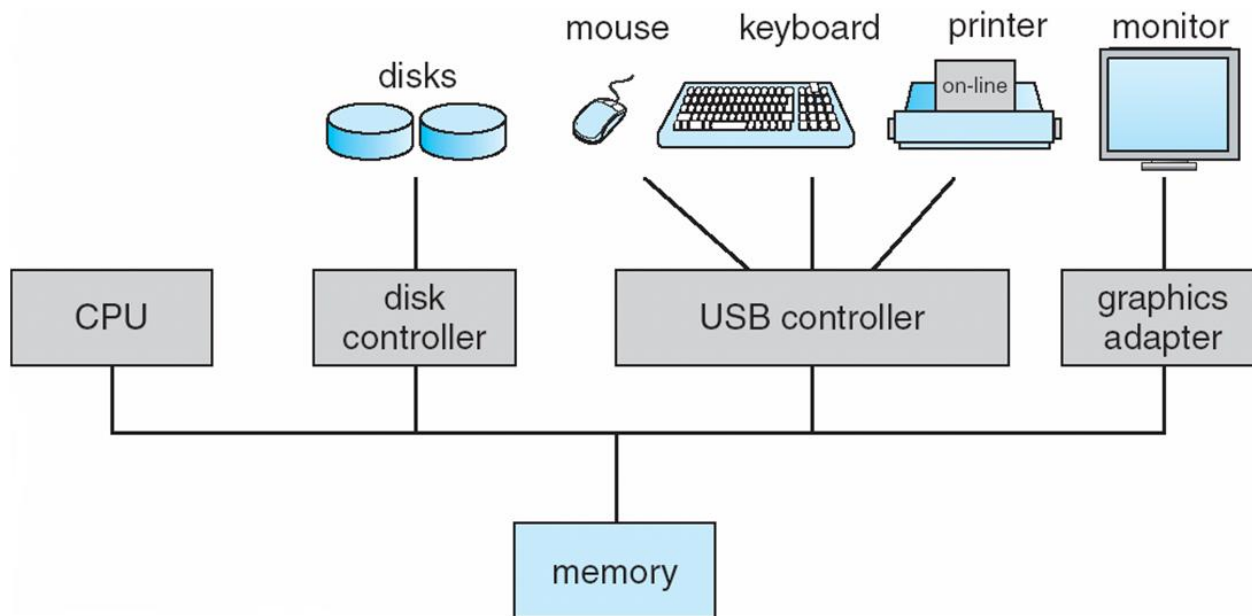 mouse
keyboard
printer
monitor
disks
on-line
CPU
disk
controller
USB controller
graphics
adapter
memory